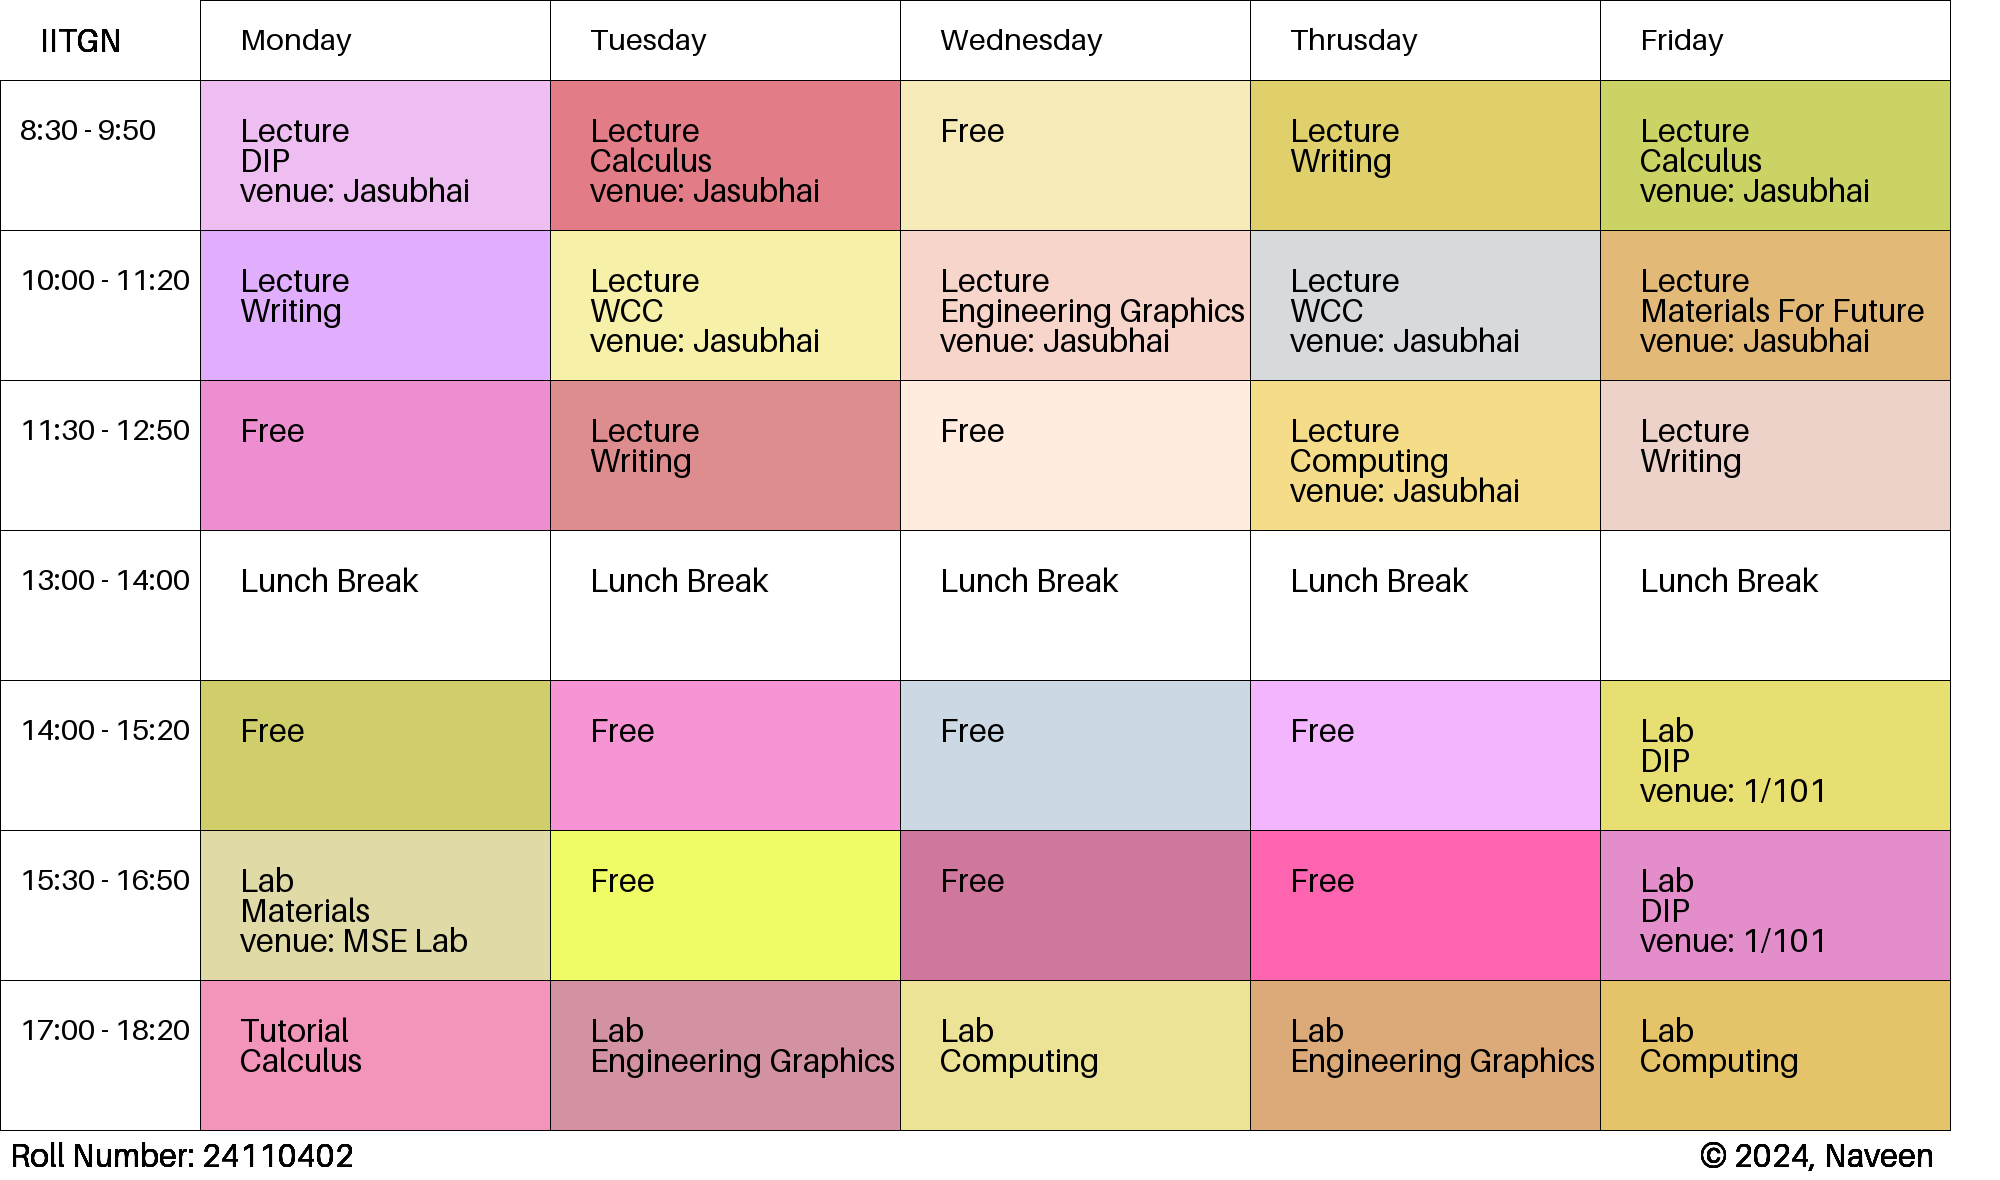 IITGN
Monday
Tuesday
Wednesday
Thrusday
Friday
8:30 - 9:50
Lecture
DIP
venue: Jasubhai
Lecture
Calculus
venue: Jasubhai
Free
Lecture
Writing
Lecture
Calculus
venue: Jasubhai
10:00 - 11:20
Lecture
Writing
Lecture
WCC
venue: Jasubhai
Lecture
Engineering Graphics
venue: Jasubhai
Lecture
WCC
venue: Jasubhai
Lecture
Materials For Future
venue: Jasubhai
11:30 - 12:50
Free
Lecture
Writing
Free
Lecture
Computing
venue: Jasubhai
Lecture
Writing
13:00 - 14:00
Lunch Break
Lunch Break
Lunch Break
Lunch Break
Lunch Break
14:00 - 15:20
Free
Free
Free
Free
Lab
DIP
venue: 1/101
15:30 - 16:50
Lab
Materials
venue: MSE Lab
Free
Free
Free
Lab
DIP
venue: 1/101
17:00 - 18:20
Tutorial
Calculus
Lab
Engineering Graphics
Lab
Computing
Lab
Engineering Graphics
Lab
Computing
Roll Number: 24110402
© 2024, Naveen